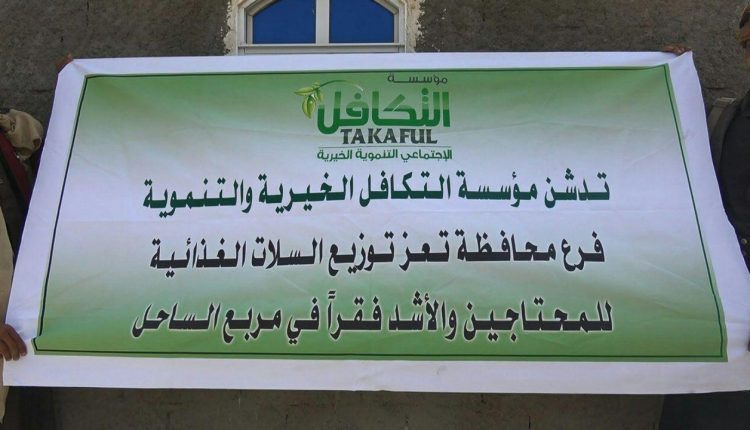 مؤسسة
التكافل
TAKAFUL
الإجتماعي التنموية الخيرية
تدشن مؤسسة التكافل الخيرية والتنموية
فرع محافظة تعز توزيع السلات الغذائية
للمحتاجين والأشد فقراً في مربع الساحل